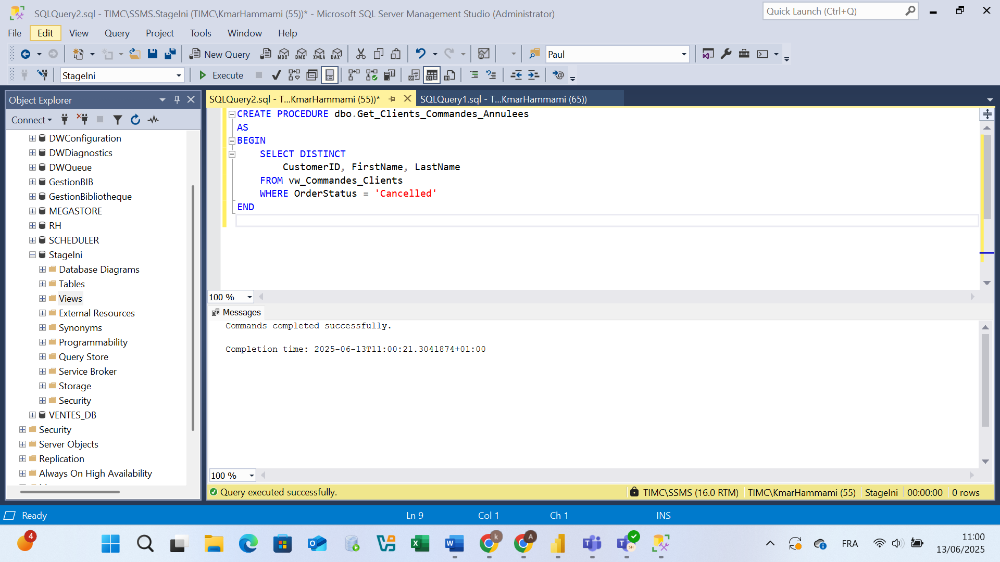 SQLQuery2.sql - TIMC\SSMS.StageIni (TIMC\KmarHammami (55))* - Microsoft SQL Server Management Studio (Administrator)
Quick Launch (Ctrl+Q)
File Edit View Query Project Tools Window Help
New Query MDX DMX XMLA DAX Paul
StageIni Execute
Object Explorer
SQLQuery2.sql - T...KmarHammami (55))* SQLQuery1.sql - T...KmarHammami (65))
Connect
DWConfiguration
DWDiagnostics
DWQueue
GestionBIB
GestionBibliotheque
MEGASTORE
RH
SCHEDULER
StageIni
Database Diagrams
Tables
Views
External Resources
Synonyms
Programmability
Query Store
Service Broker
Storage
Security
VENTES_DB
Security
Server Objects
Replication
Always On High Availability
CREATE PROCEDURE dbo.Get_Clients_Commandes_Annulees
AS
BEGIN
SELECT DISTINCT
CustomerID, FirstName, LastName
FROM vw_Commandes_Clients
WHERE OrderStatus = 'Cancelled'
END
100 %
Messages
Commands completed successfully.
Completion time: 2025-06-13T11:00:21.3041874+01:00
100 %
Query executed successfully. TIMC\SSMS (16.0 RTM) TIMC\KmarHammami (55) StageIni 00:00:00 0 rows
Ready Ln 9 Col 1 Ch 1 INS
4
k
A
SH
FRA
11:00
13/06/2025